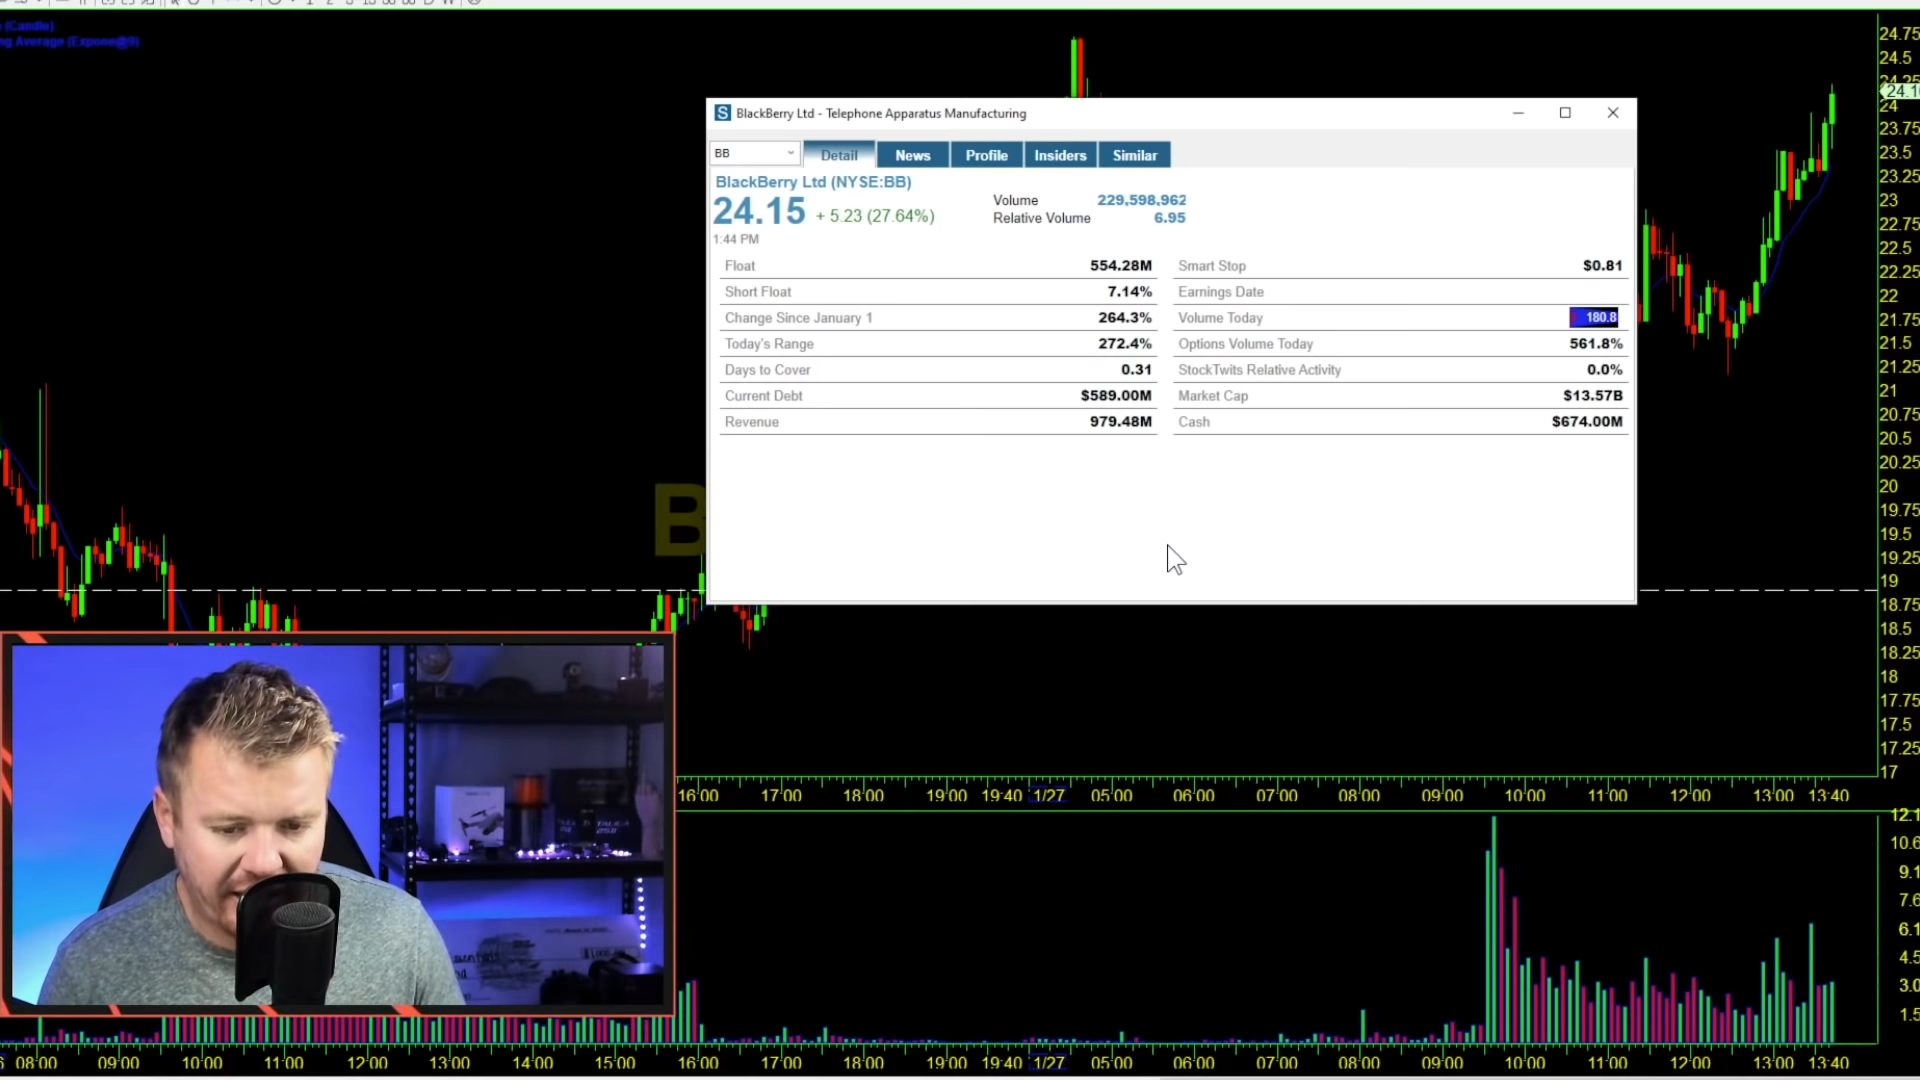 (Candle)
ng Average (Expone@9)
S BlackBerry Ltd - Telephone Apparatus Manufacturing
BB Detail News Profile Insiders Similar
BlackBerry Ltd (NYSE:BB)
24.15 + 5.23 (27.64%)
1:44 PM
Volume 229,598,962
Relative Volume 6.95
Float 554.28M
Short Float 7.14%
Change Since January 1 264.3%
Today's Range 272.4%
Days to Cover 0.31
Current Debt $589.00M
Revenue 979.48M
Smart Stop $0.81
Earnings Date
Volume Today 180.8
Options Volume Today 561.8%
StockTwits Relative Activity 0.0%
Market Cap $13.57B
Cash $674.00M
B
24.75
24.5
24.25
24.1
24
23.75
23.5
23.25
23
22.75
22.5
22.25
22
21.75
21.5
21.25
21
20.75
20.5
20.25
20
19.75
19.5
19.25
19
18.75
18.5
18.25
18
17.75
17.5
17.25
17
16:00 17:00 18:00 19:00 19:40 1/27 05:00 06:00 07:00 08:00 09:00 10:00 11:00 12:00 13:00 13:40
12.1
10.6
9.1
7.6
6.1
4.5
3.0
1.5
6 08:00 09:00 10:00 11:00 12:00 13:00 14:00 15:00 16:00 17:00 18:00 19:00 19:40 1/27 05:00 06:00 07:00 08:00 09:00 10:00 11:00 12:00 13:00 13:40